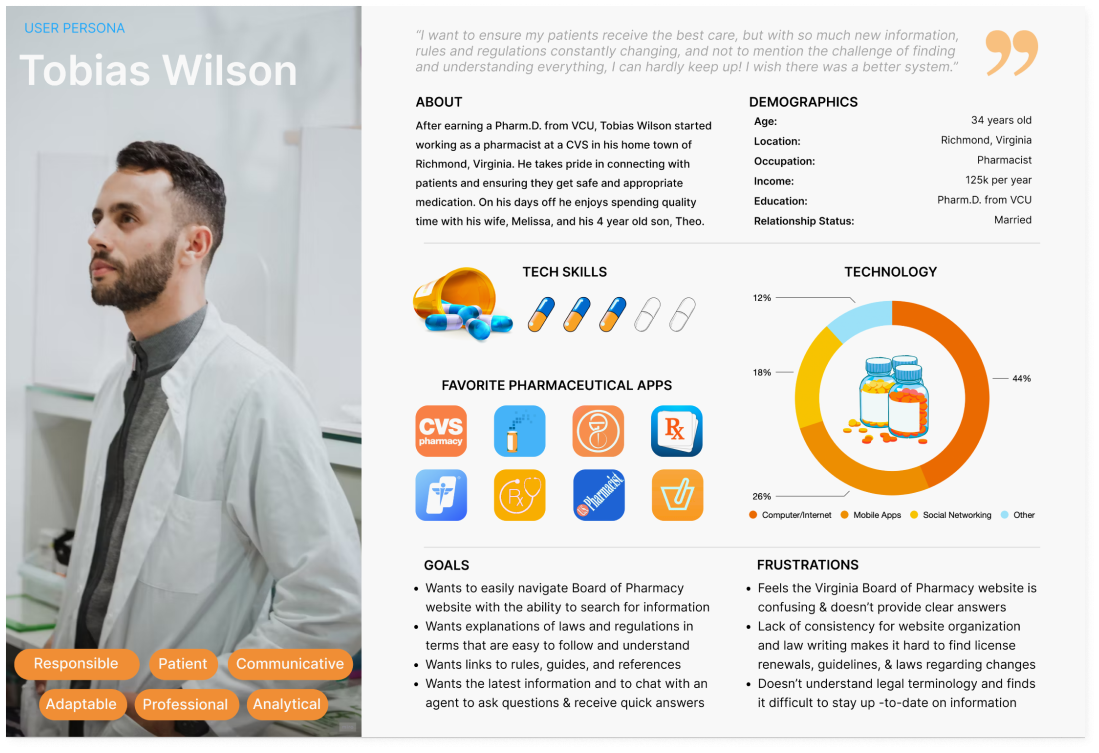 USER PERSONA
Tobias Wilson
Responsible
Patient
Communicative
Adaptable
Professional
Analytical
“I want to ensure my patients receive the best care, but with so much new information,
rules and regulations constantly changing, and not to mention the challenge of finding
and understanding everything, I can hardly keep up! I wish there was a better system.”
ABOUT
After earning a Pharm.D. from VCU, Tobias Wilson started
working as a pharmacist at a CVS in his home town of
Richmond, Virginia. He takes pride in connecting with
patients and ensuring they get safe and appropriate
medication. On his days off he enjoys spending quality
time with his wife, Melissa, and his 4 year old son, Theo.
DEMOGRAPHICS
Age: 34 years old
Location: Richmond, Virginia
Occupation: Pharmacist
Income: 125k per year
Education: Pharm.D. from VCU
Relationship Status: Married
TECH SKILLS
FAVORITE PHARMACEUTICAL APPS
CVS
pharmacy
Rx
Rx
Pharmacist
TECHNOLOGY
12%
18%
44%
26%
Computer/Internet
Mobile Apps
Social Networking
Other
GOALS
• Wants to easily navigate Board of Pharmacy
website with the ability to search for information
• Wants explanations of laws and regulations in
terms that are easy to follow and understand
• Wants links to rules, guides, and references
• Wants the latest information and to chat with an
agent to ask questions & receive quick answers
FRUSTRATIONS
• Feels the Virginia Board of Pharmacy website is
confusing & doesn’t provide clear answers
• Lack of consistency for website organization
and law writing makes it hard to find license
renewals, guidelines, & laws regarding changes
• Doesn’t understand legal terminology and finds
it difficult to stay up -to-date on information